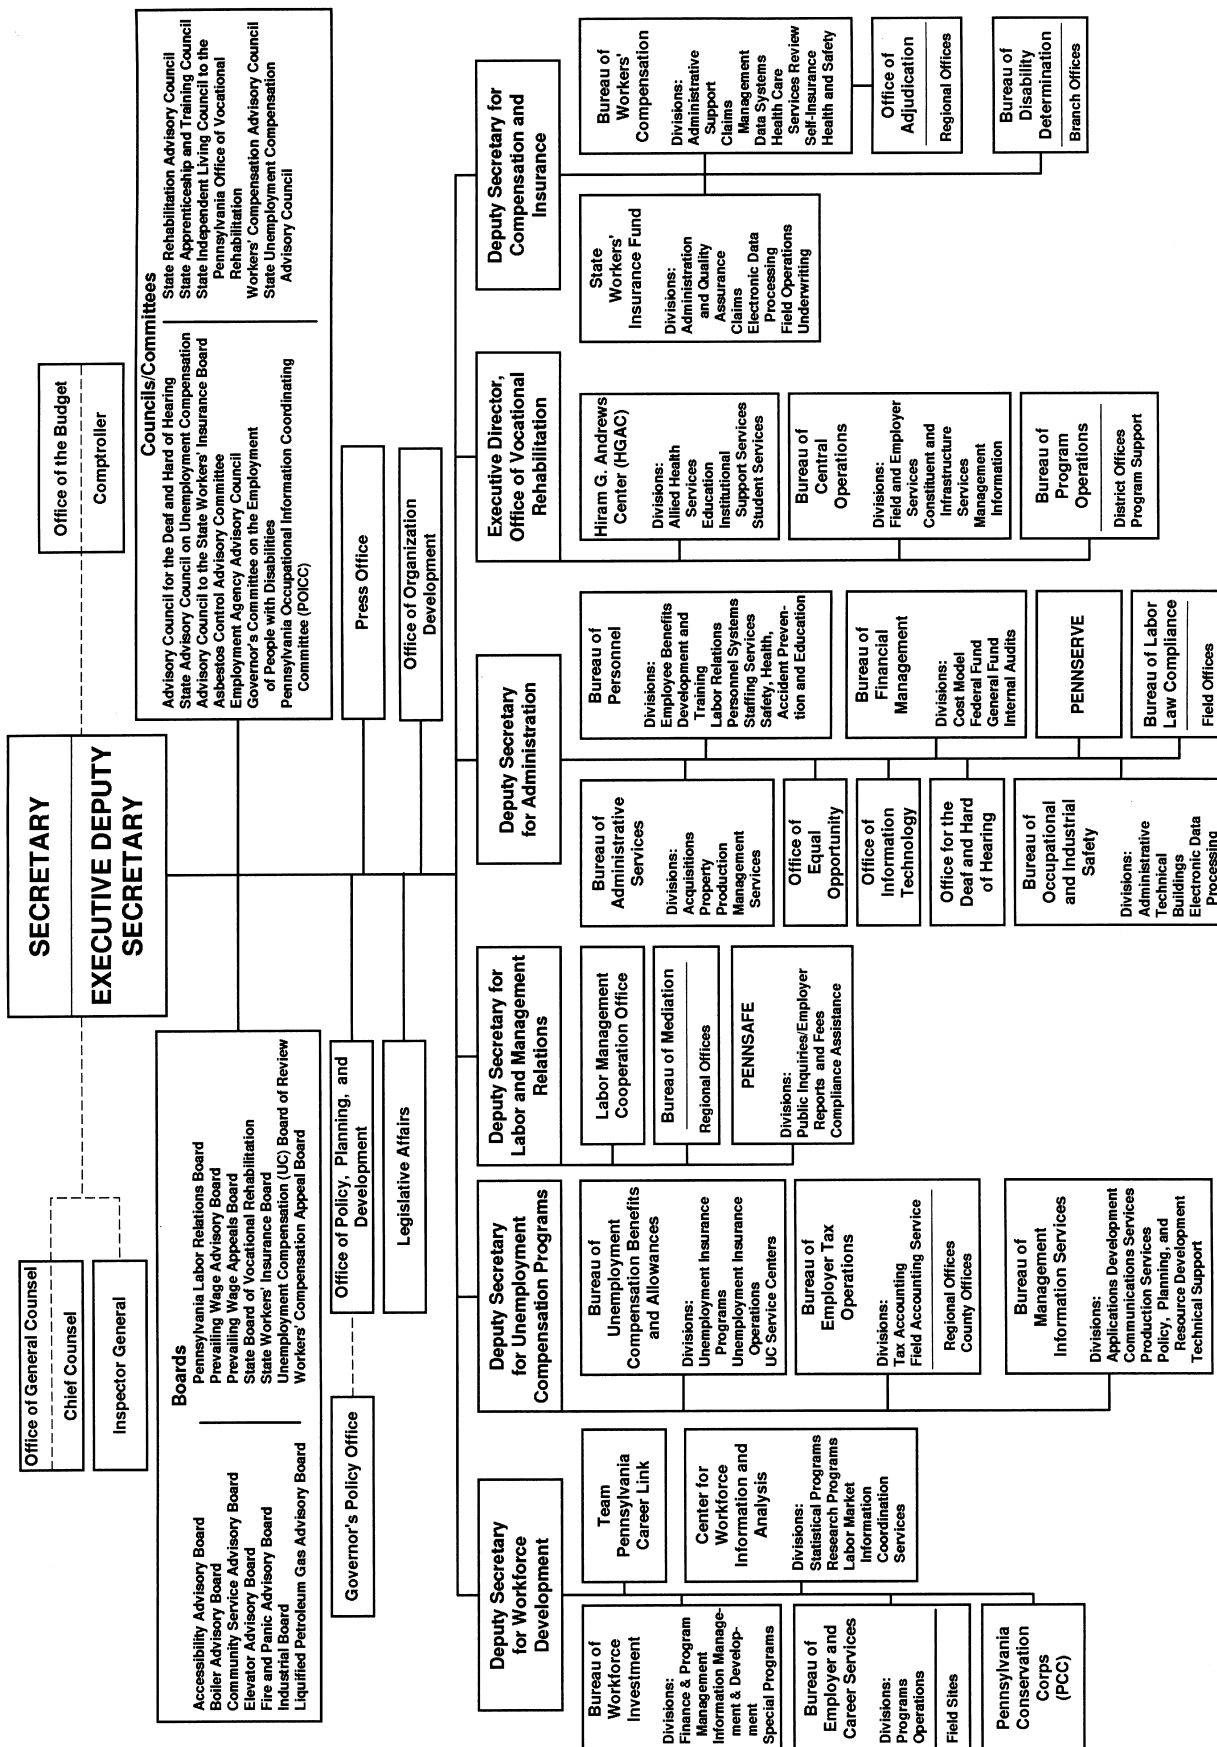 SECRETARY
EXECUTIVE DEPUTY
SECRETARY
Office of General Counsel
Chief Counsel
Inspector General
Office of the Budget
Comptroller
Boards
Accessibility Advisory Board
Boiler Advisory Board
Community Service Advisory Board
Elevator Advisory Board
Fire and Panic Advisory Board
Industrial Board
Liquified Petroleum Gas Advisory Board
Pennsylvania Labor Relations Board
Prevailing Wage Advisory Board
Prevailing Wage Appeals Board
State Board of Vocational Rehabilitation
State Workers' Insurance Board
Unemployment Compensation (UC) Board of Review
Workers' Compensation Appeal Board
Councils/Committees
Advisory Council for the Deaf and Hard of Hearing
State Advisory Council on Unemployment Compensation
Advisory Council to the State Workers' Insurance Board
Asbestos Control Advisory Committee
Employment Agency Advisory Council
Governor's Committee on the Employment
of People with Disabilities
Pennsylvania Occupational Information Coordinating
Committee (POICC)
State Rehabilitation Advisory Council
State Apprenticeship and Training Council
State Independent Living Council to the
Pennsylvania Office of Vocational
Rehabilitation
Workers' Compensation Advisory Council
State Unemployment Compensation
Advisory Council
Governor's Policy Office
Office of Policy, Planning, and
Development
Legislative Affairs
Press Office
Office of Organization
Development
Deputy Secretary
for Workforce
Development
Bureau of
Workforce
Investment
Divisions:
Finance & Program
Management
Information Manage-
ment & Develop-
ment
Special Programs
Team
Pennsylvania
Career Link
Center for
Workforce
Information and
Analysis
Divisions:
Statistical Programs
Research Programs
Labor Market
Information
Coordination
Services
Bureau of
Employer and
Career Services
Divisions:
Programs
Operations
Field Sites
Pennsylvania
Conservation
Corps
(PCC)
Deputy Secretary
for Unemployment
Compensation Programs
Bureau of
Unemployment
Compensation Benefits
and Allowances
Divisions:
Unemployment Insurance
Programs
Unemployment Insurance
Operations
UC Service Centers
Bureau of
Employer Tax
Operations
Divisions:
Tax Accounting
Field Accounting Service
Regional Offices
County Offices
Bureau of
Management
Information Services
Divisions:
Applications Development
Communications Services
Production Services
Policy, Planning, and
Resource Development
Technical Support
Deputy Secretary for
Labor and Management
Relations
Labor Management
Cooperation Office
Bureau of Mediation
Regional Offices
PENNSAFE
Divisions:
Public Inquiries/Employer
Reports and Fees
Compliance Assistance
Deputy Secretary
for Administration
Bureau of
Administrative
Services
Divisions:
Acquisitions
Property
Production
Management
Services
Office of
Equal
Opportunity
Office of
Information
Technology
Office for the
Deaf and Hard
of Hearing
Bureau of
Occupational
and Industrial
Safety
Divisions:
Administrative
Technical
Buildings
Electronic Data
Processing
Bureau of
Personnel
Divisions:
Employee Benefits
Development and
Training
Labor Relations
Personnel Systems
Staffing Services
Safety, Health,
Accident Preven-
tion and Education
Bureau of
Financial
Management
Divisions:
Cost Model
Federal Fund
General Fund
Internal Audits
PENNSERVE
Bureau of Labor
Law Compliance
Field Offices
Executive Director,
Office of Vocational
Rehabilitation
Hiram G. Andrews
Center (HGAC)
Divisions:
Allied Health
Services
Education
Institutional
Support Services
Student Services
Bureau of
Central
Operations
Divisions:
Field and Employer
Services
Constituent and
Infrastructure
Services
Management
Information
Bureau of
Program
Operations
District Offices
Program Support
Deputy Secretary for
Compensation and
Insurance
State
Workers'
Insurance Fund
Divisions:
Administration
and Quality
Assurance
Claims
Electronic Data
Processing
Field Operations
Underwriting
Bureau of
Workers'
Compensation
Divisions:
Administrative
Support
Claims
Management
Data Systems
Health Care
Services Review
Self-Insurance
Health and Safety
Office of
Adjudication
Regional Offices
Bureau of
Disability
Determination
Branch Offices